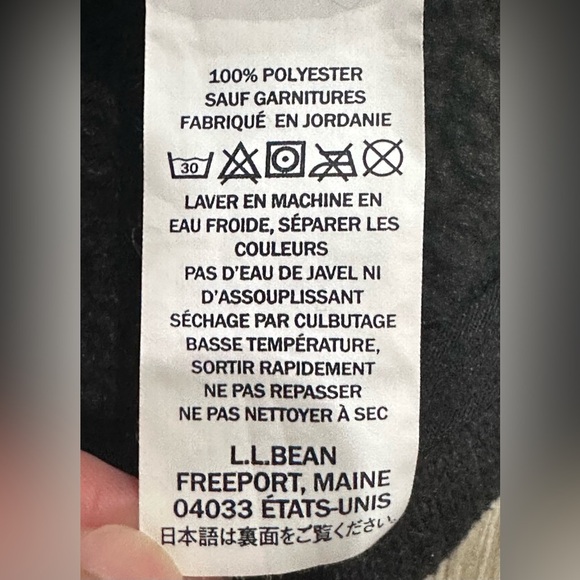 100% POLYESTER
SAUF GARNITURES
FABRIQUÉ EN JORDANIE
30
LAVER EN MACHINE EN
EAU FROIDE, SÉPARER LES
COULEURS
PAS D'EAU DE JAVEL NI
D'ASSOUPLISSANT
SÉCHAGE PAR CULBUTAGE
BASSE TEMPÉRATURE,
SORTIR RAPIDEMENT
NE PAS REPASSER
NE PAS NETTOYER À SEC
L.L.BEAN
FREEPORT, MAINE
04033 ÉTATS-UNIS
日本語は裏面をご覧ください。